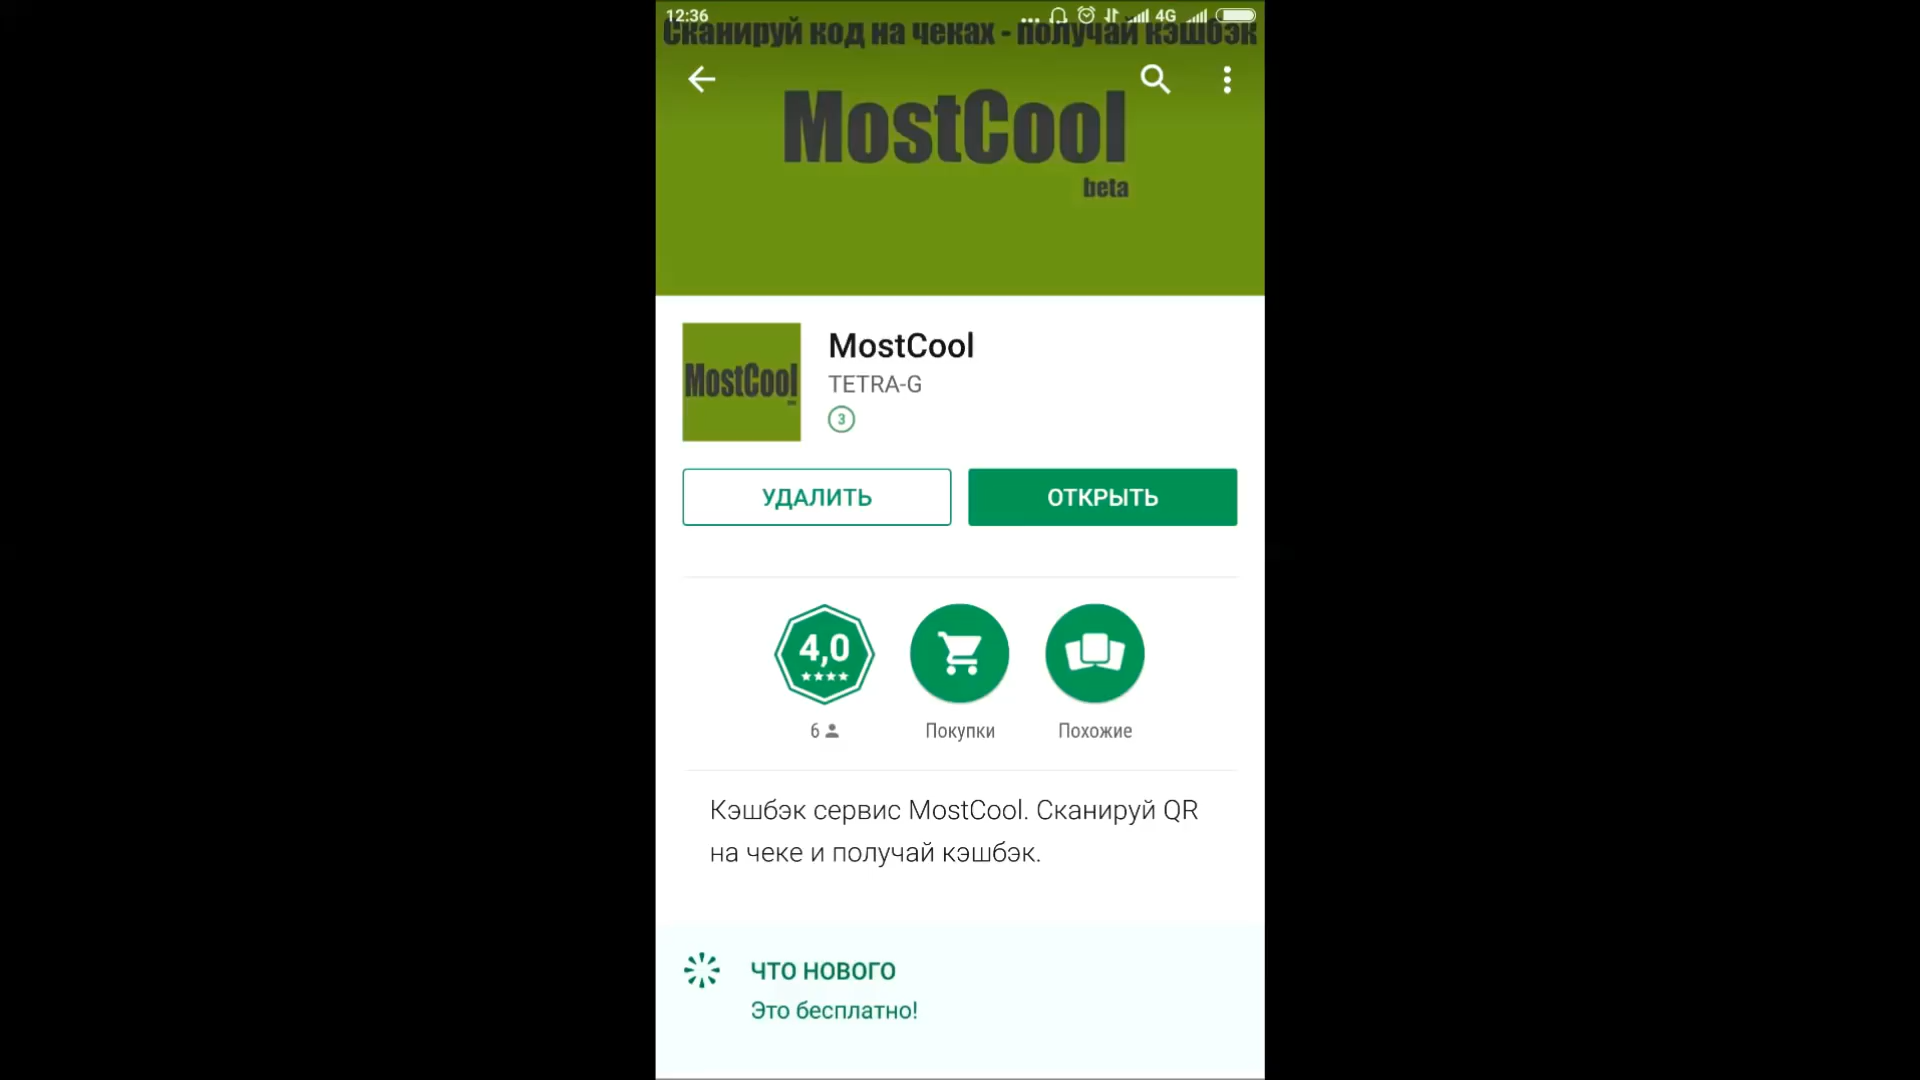 12:36
4G
Сканируй код на чеках - получай кэшбэк
MostCool
beta
MostCool
MostCool
TETRA-G
3
УДАЛИТЬ
ОТКРЫТЬ
4,0
6
Покупки
Похожие
Кэшбэк сервис MostCool. Сканируй QR
на чеке и получай кэшбэк.
ЧТО НОВОГО
Это бесплатно!